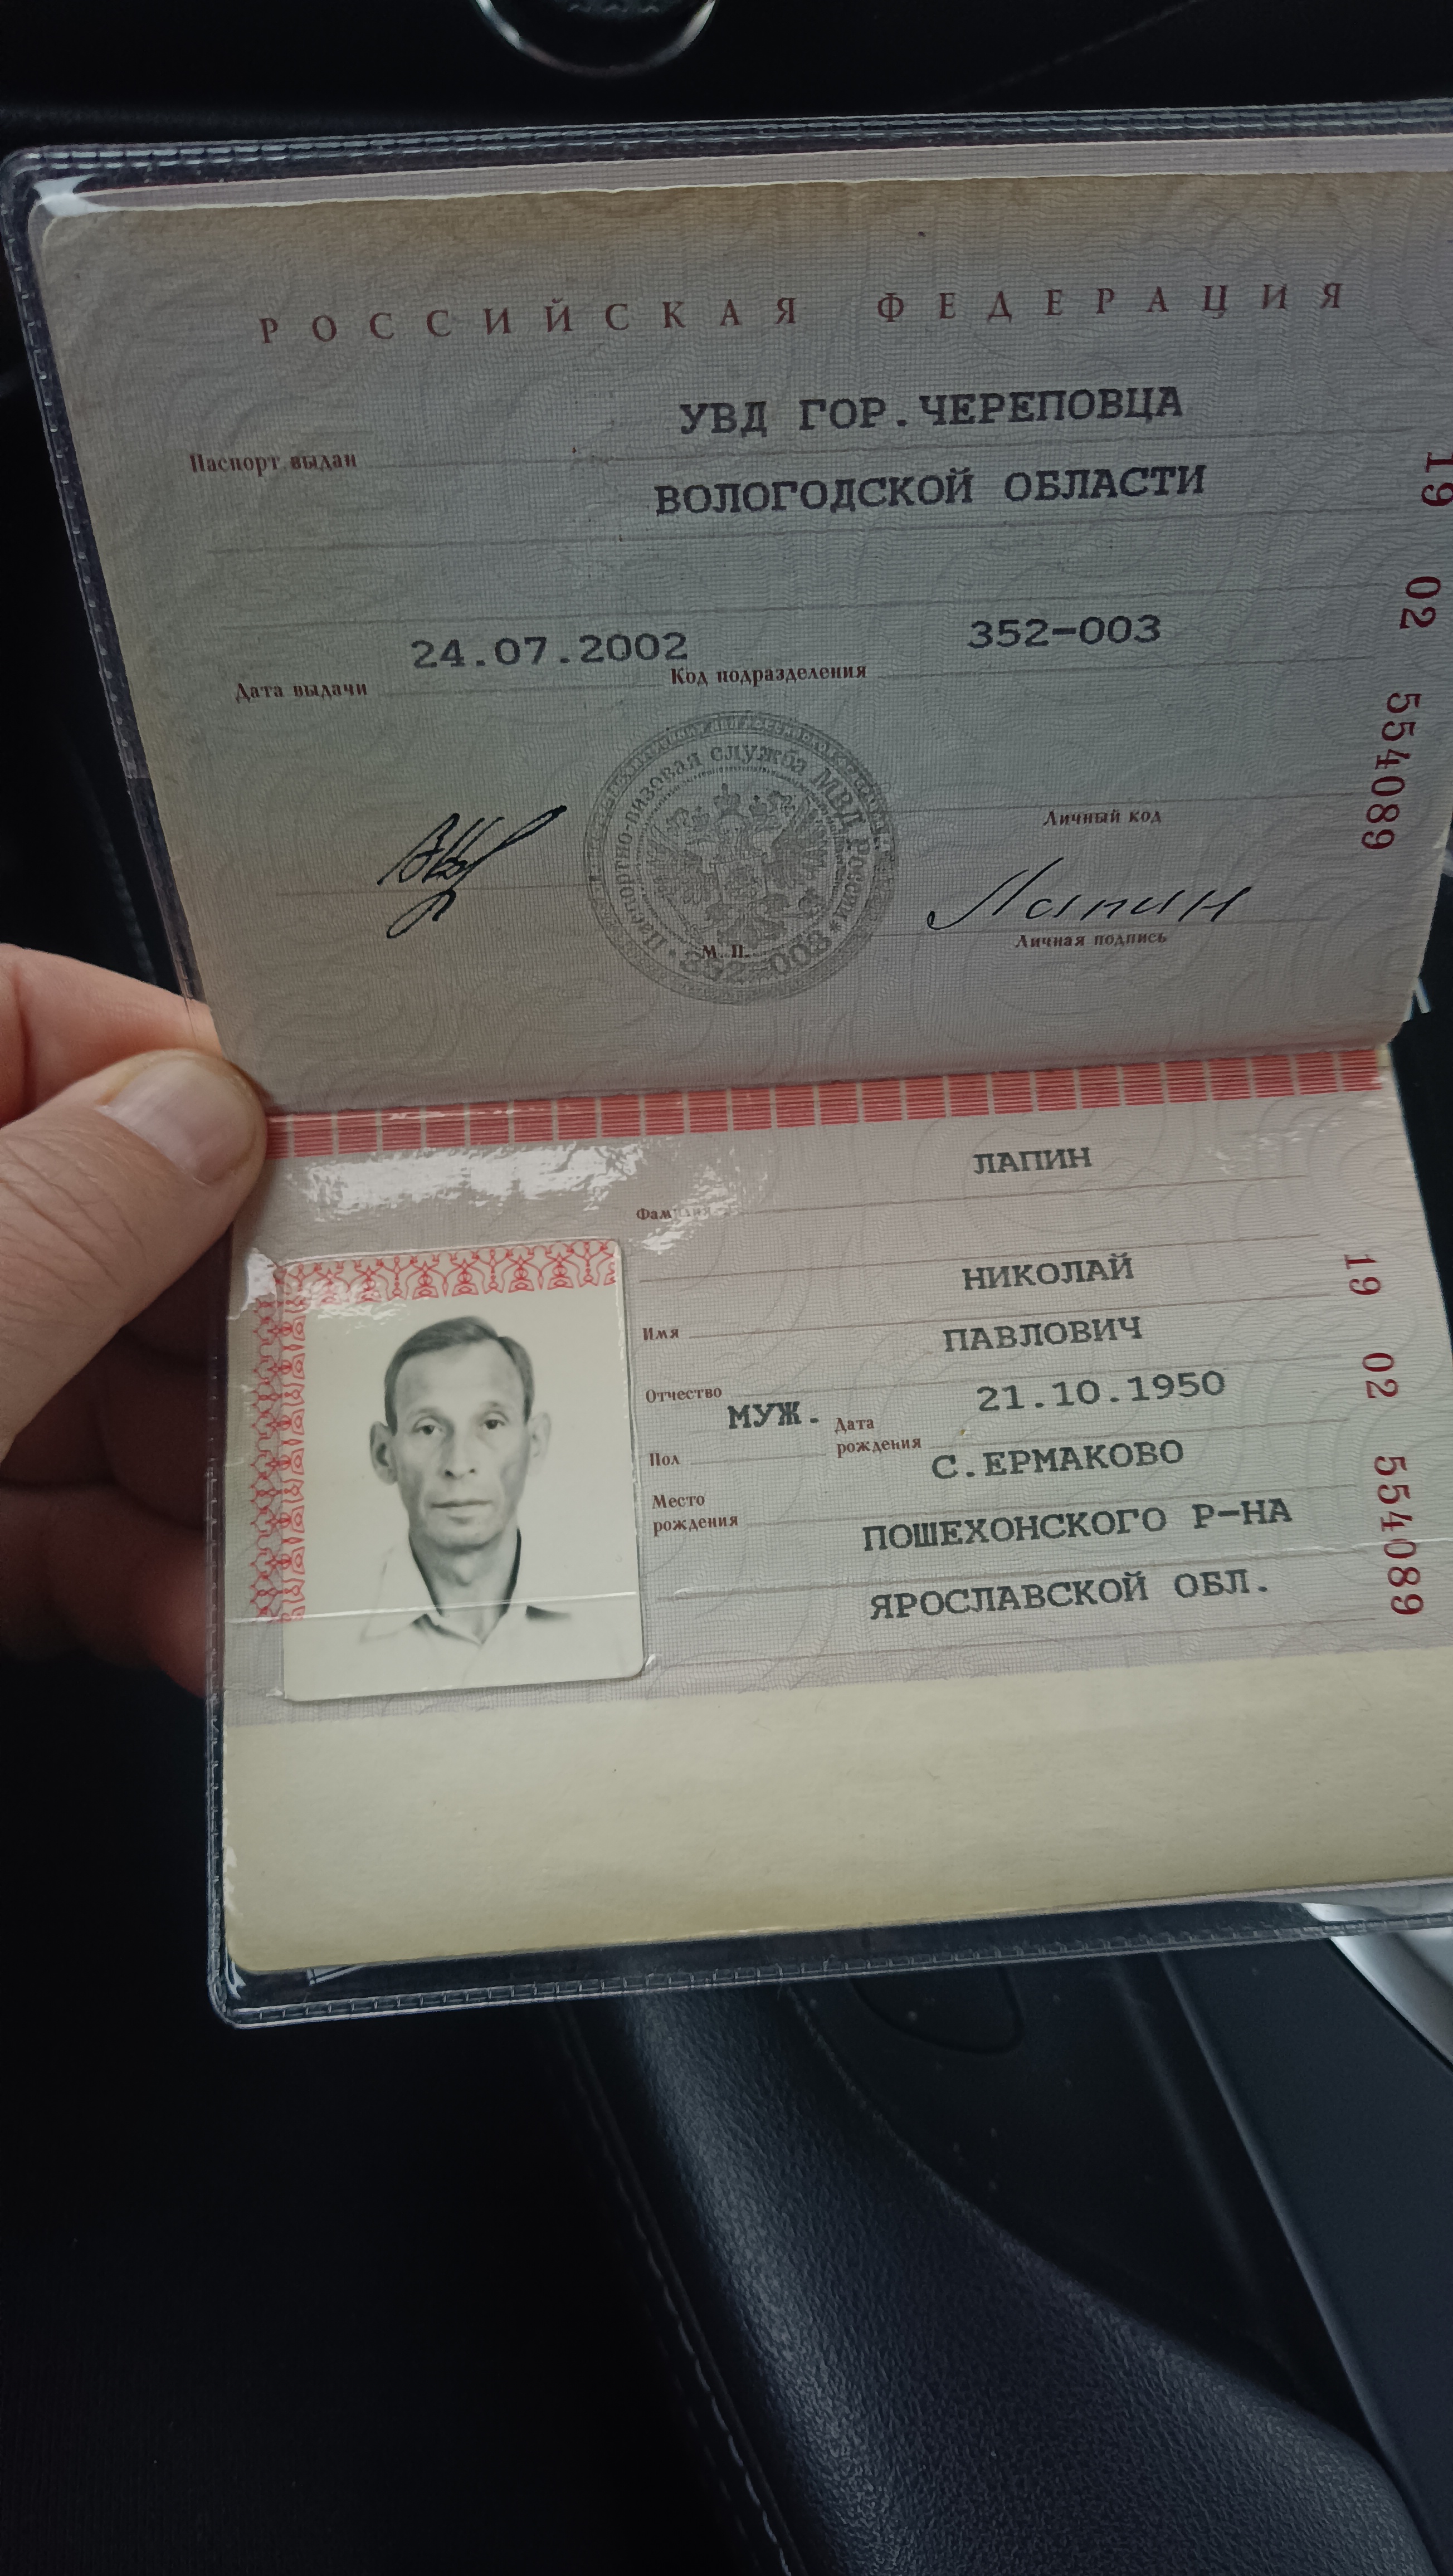 РОССИЙСКАЯ ФЕДЕРАЦИЯ
УВД ГОР.ЧЕРЕПОВЦА
Паспорт выдан
ВОЛОГОДСКОЙ ОБЛАСТИ
24.07.2002 352-003
Дата выдачи Код подразделения
19 02 554089
Паспортно-визовая служба МВД России
Личный код
Лапин
М. П.
Личная подпись
352-003
ЛАПИН
Фамилия
НИКОЛАЙ
Имя
ПАВЛОВИЧ
Отчество
МУЖ. Дата рождения 21.10.1950
Пол
С.ЕРМАКОВО
Место рождения
ПОШЕХОНСКОГО Р-НА
ЯРОСЛАВСКОЙ ОБЛ.
19 02 554089